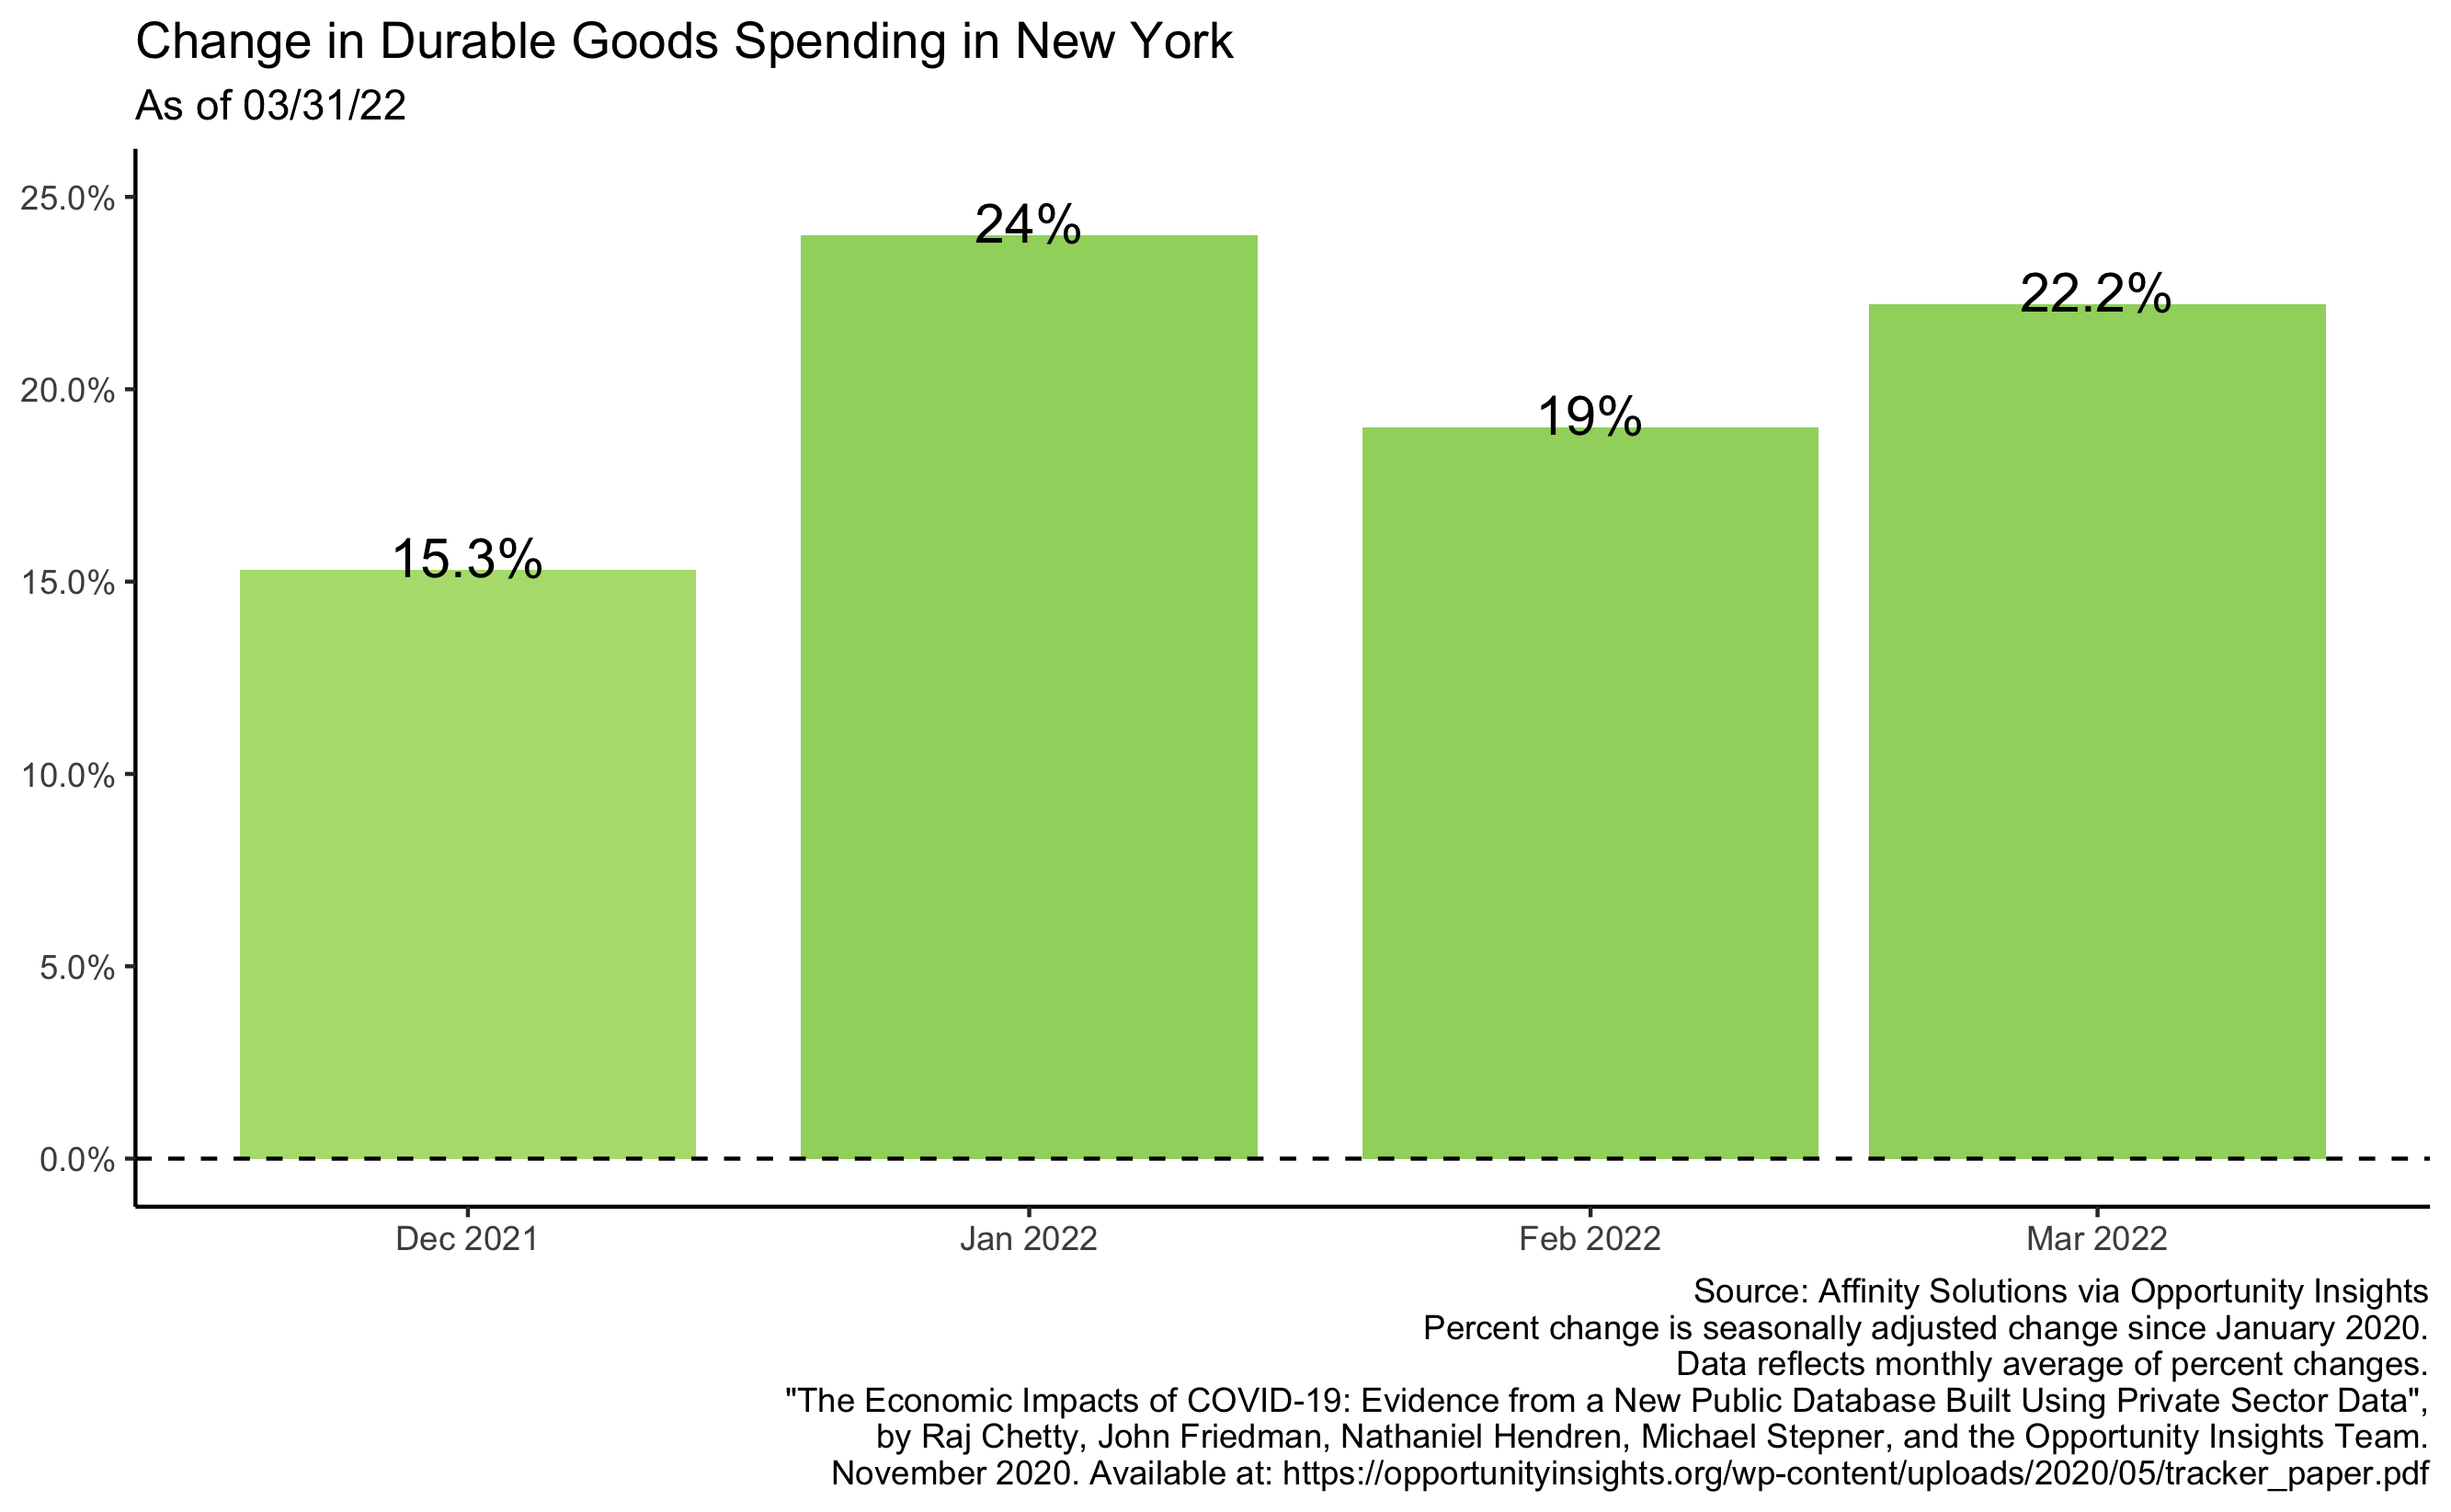 Change in Durable Goods Spending in New York
As of 03/31/22
25.0%
20.0%
15.0%
10.0%
5.0%
0.0%
15.3%
24%
19%
22.2%
Dec 2021
Jan 2022
Feb 2022
Mar 2022
Source: Affinity Solutions via Opportunity Insights
Percent change is seasonally adjusted change since January 2020.
Data reflects monthly average of percent changes.
"The Economic Impacts of COVID-19: Evidence from a New Public Database Built Using Private Sector Data",
by Raj Chetty, John Friedman, Nathaniel Hendren, Michael Stepner, and the Opportunity Insights Team.
November 2020. Available at: https://opportunityinsights.org/wp-content/uploads/2020/05/tracker_paper.pdf